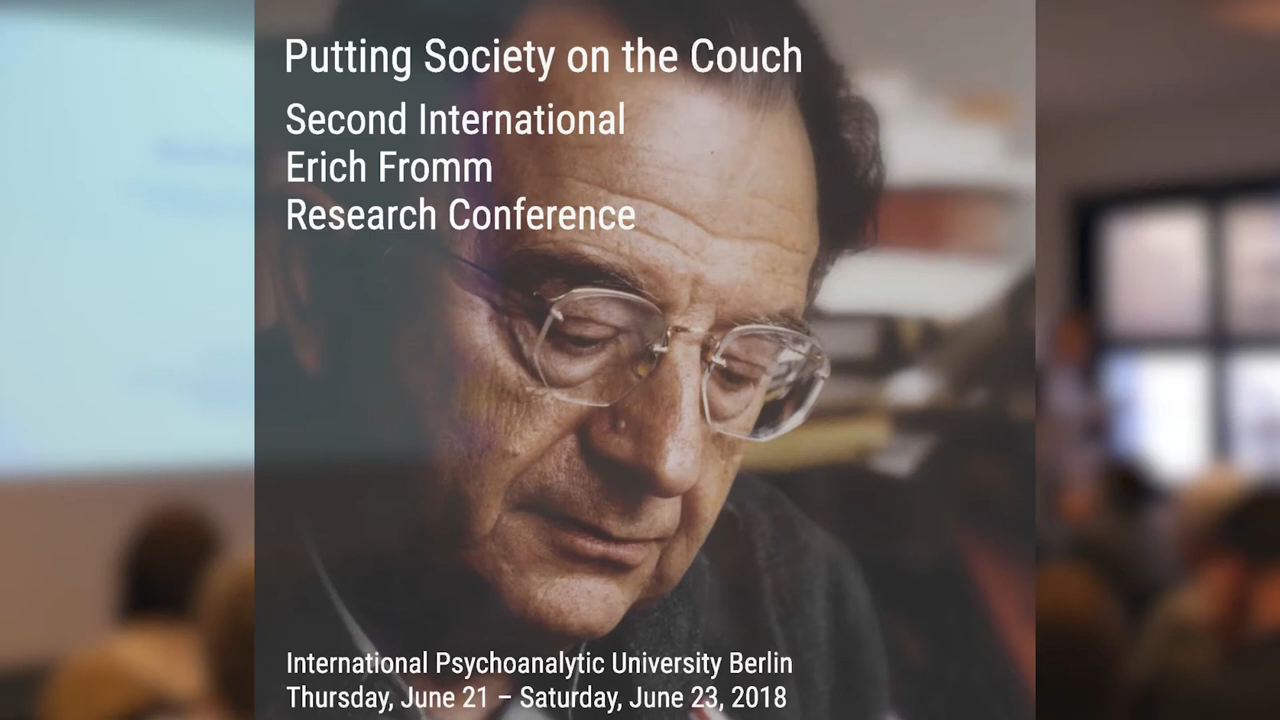 Putting Society on the Couch
Second International
Erich Fromm
Research Conference
International Psychoanalytic University Berlin
Thursday, June 21 – Saturday, June 23, 2018